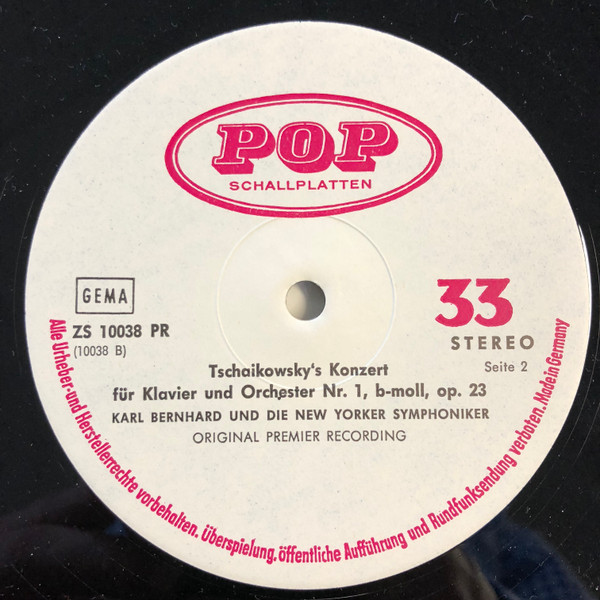 POP
SCHALLPLATTEN
GEMA
ZS 10038 PR
(10038 B)
33
STEREO
Seite 2
Tschaikowsky's Konzert
für Klavier und Orchester Nr. 1, b-moll, op. 23
KARL BERNHARD UND DIE NEW YORKER SYMPHONIKER
ORIGINAL PREMIER RECORDING
Alle Urheber- und Herstellerrechte vorbehalten. Überspielung, öffentliche Aufführung und Rundfunksendung verboten. Made in Germany